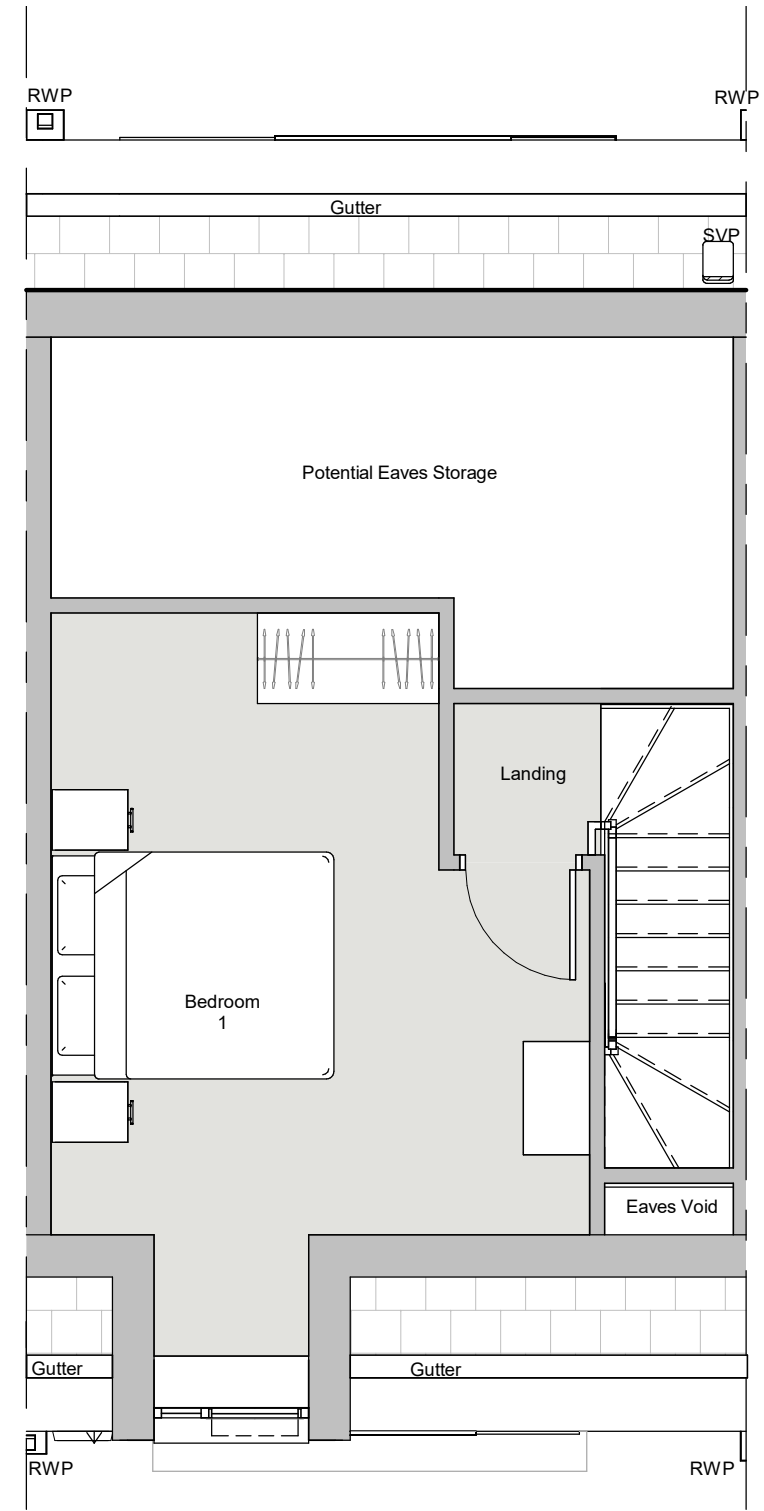 RWP
RWP
Gutter
SVP
Potential Eaves Storage
Landing
Bedroom
1
Eaves Void
Gutter
Gutter
RWP
RWP